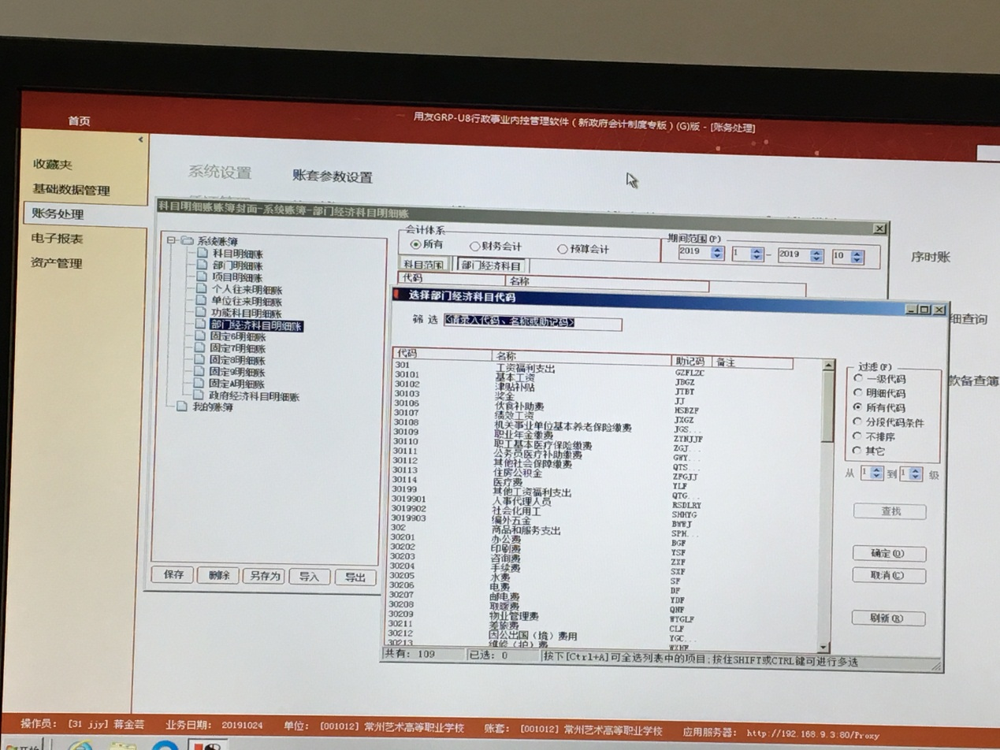 首页
用友GRP-U8行政事业内控管理软件（新政府会计制度专版）(G)版 - [账务处理]
收藏夹
基础数据管理
账务处理
电子报表
资产管理
系统设置
账套参数设置
序时账
细查询
款备查簿
科目明细账账簿封面-系统账簿-部门经济科目明细账
系统账簿
科目明细账
部门明细账
项目明细账
个人往来明细账
单位往来明细账
功能科目明细账
部门经济科目明细账
固定6明细账
固定7明细账
固定8明细账
固定9明细账
固定A明细账
政府经济科目明细账
我的账簿
保存 删除 另存为 导入 导出
会计体系
所有 财务会计 预算会计
期间范围(P)
2019 1 - 2019 10
科目范围 部门经济科目
代码 名称
选择部门经济科目代码
筛 选 <请录入代码、名称或助记码>
代码 名称 助记码 备注
301 工资福利支出 GZFLZC
30101 基本工资 JBGZ
30102 津贴补贴 JTBT
30103 奖金 JJ
30106 伙食补助费 HSBZF
30107 绩效工资 JXGZ
30108 机关事业单位基本养老保险缴费 JGS...
30109 职业年金缴费 ZYNJJF
30110 职工基本医疗保险缴费 ZGJ...
30111 公务员医疗补助缴费 GWY...
30112 其他社会保障缴费 QTS...
30113 住房公积金 ZFGJJ
30114 医疗费 YLF
30199 其他工资福利支出 QTG...
3019901 人事代理人员 RSDLRY
3019902 社会化用工 SHHYG
3019903 编外五金 BWWJ
302 商品和服务支出 SPH...
30201 办公费 BGF
30202 印刷费 YSF
30203 咨询费 ZXF
30204 手续费 SXF
30205 水费 SF
30206 电费 DF
30207 邮电费 YDF
30208 取暖费 QNF
30209 物业管理费 WYGLF
30211 差旅费 CLF
30212 因公出国（境）费用 YGC...
30213 维修（护）费 WXHF
共有: 109 已选: 0 按下[Ctrl+A]可全选列表中的项目;按住SHIFT或CTRL键可进行多选
过滤(F)
一级代码
明细代码
所有代码
分段代码条件
不排序
其它
从 1 到 1 级
查找
确定(O)
取消(C)
刷新(R)
操作员: [31 jjy] 蒋金芸 业务日期: 20191024 单位: [001012] 常州艺术高等职业学校 账套: [001012] 常州艺术高等职业学校 应用服务器: http://192.168.9.3:80/Proxy
开始